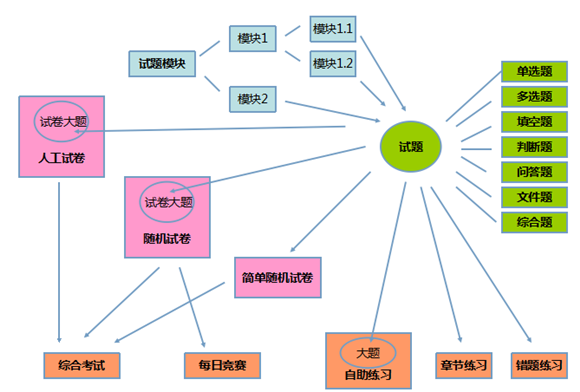 试题模块
模块1
模块1.1
模块1.2
模块2
试题
单选题
多选题
填空题
判断题
问答题
文件题
综合题
试卷大题
人工试卷
试卷大题
随机试卷
简单随机试卷
综合考试
每日竞赛
大题
自助练习
章节练习
错题练习